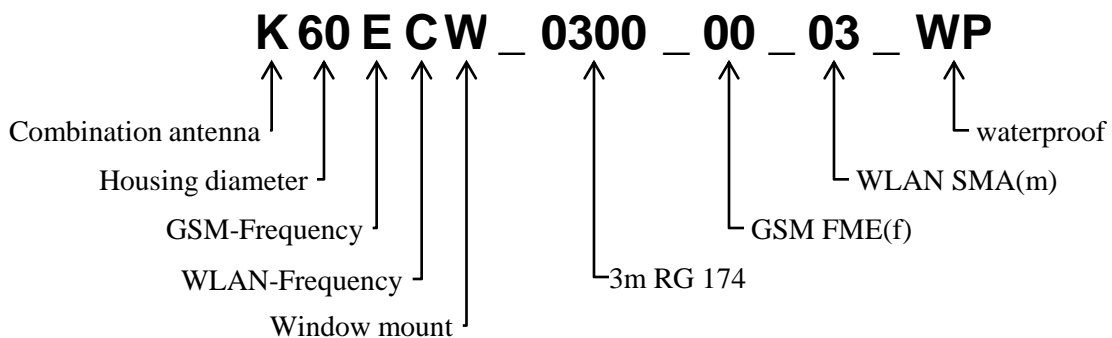 K 60 E C W _ 0300 _ 00 _ 03 _ WP
Combination antenna
waterproof
Housing diameter
WLAN SMA(m)
GSM-Frequency
GSM FME(f)
WLAN-Frequency
3m RG 174
Window mount